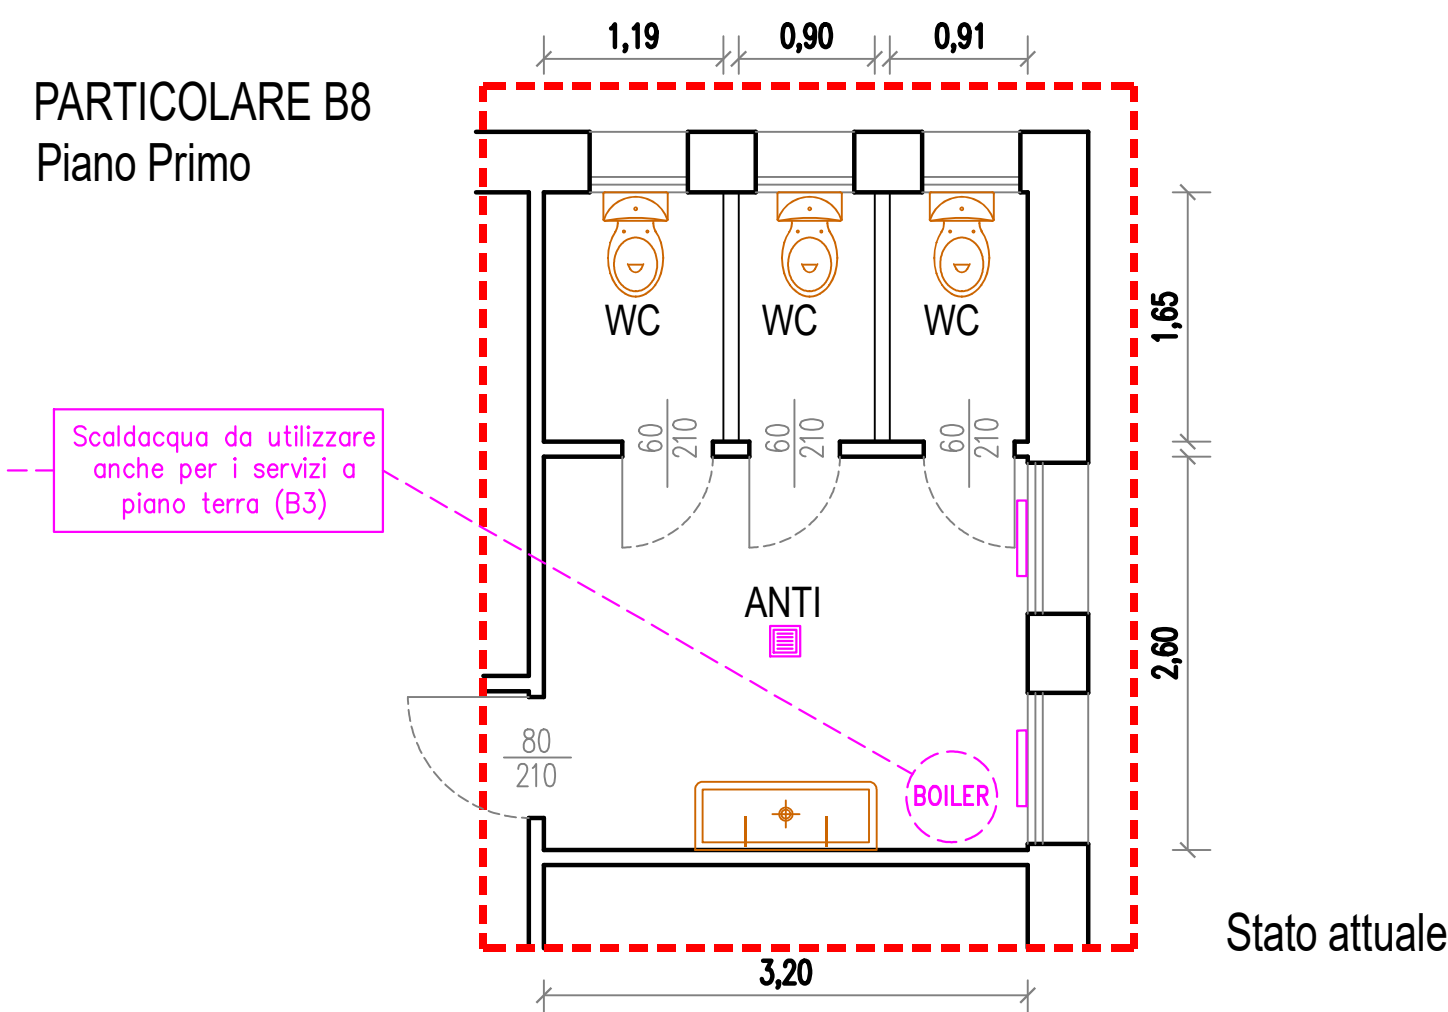 1,19
0,90
0,91
PARTICOLARE B8
Piano Primo
WC
WC
WC
1,65
60
210
60
210
60
210
Scaldacqua da utilizzare
anche per i servizi a
piano terra (B3)
ANTI
2,60
80
210
BOILER
Stato attuale
3,20